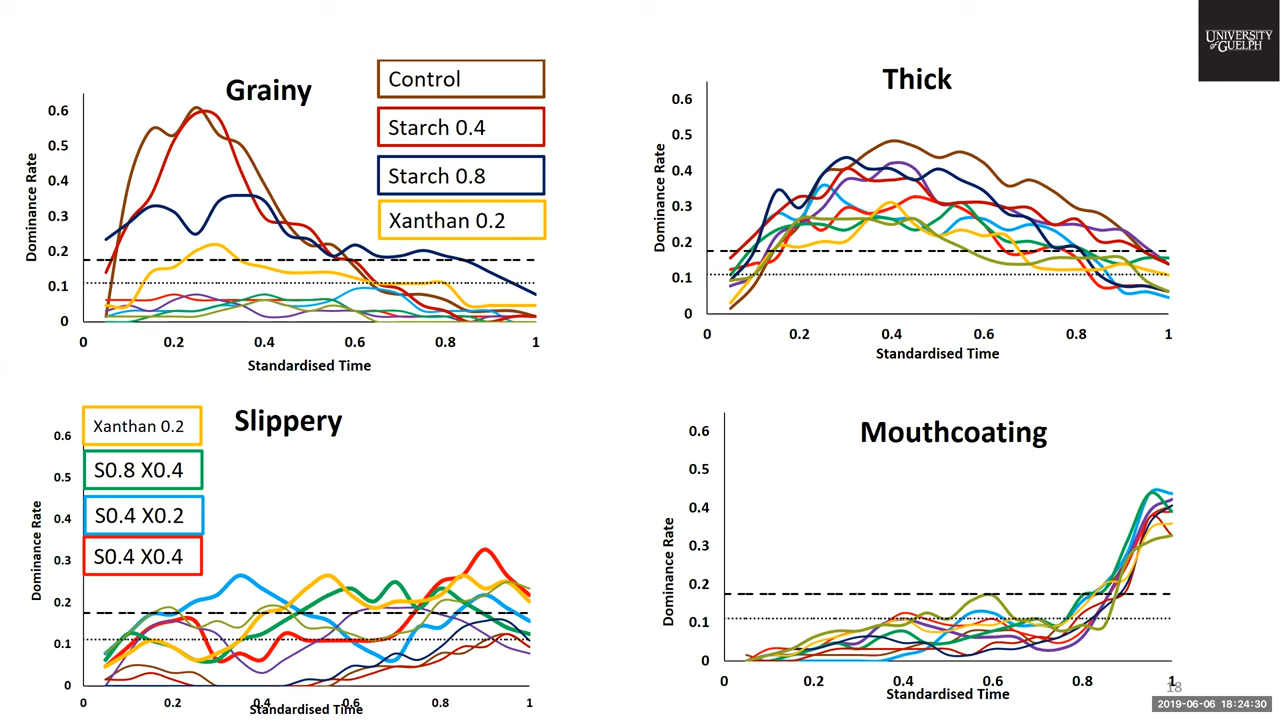 UNIVERSITY
of GUELPH
Grainy
Control
Starch 0.4
Starch 0.8
Xanthan 0.2
Dominance Rate
0.6
0.5
0.4
0.3
0.2
0.1
0
0 0.2 0.4 0.6 0.8 1
Standardised Time
Thick
Dominance Rate
0.6
0.5
0.4
0.3
0.2
0.1
0
0 0.2 0.4 0.6 0.8 1
Standardised Time
Slippery
Xanthan 0.2
S0.8 X0.4
S0.4 X0.2
S0.4 X0.4
Dominance Rate
0.6
0.5
0.4
0.3
0.2
0.1
0
0 0.2 0.4 0.6 0.8 1
Standardised Time
Mouthcoating
Dominance Rate
0.6
0.5
0.4
0.3
0.2
0.1
0
0 0.2 0.4 0.6 0.8 1
Standardised Time
18
2019-06-06 18:24:30